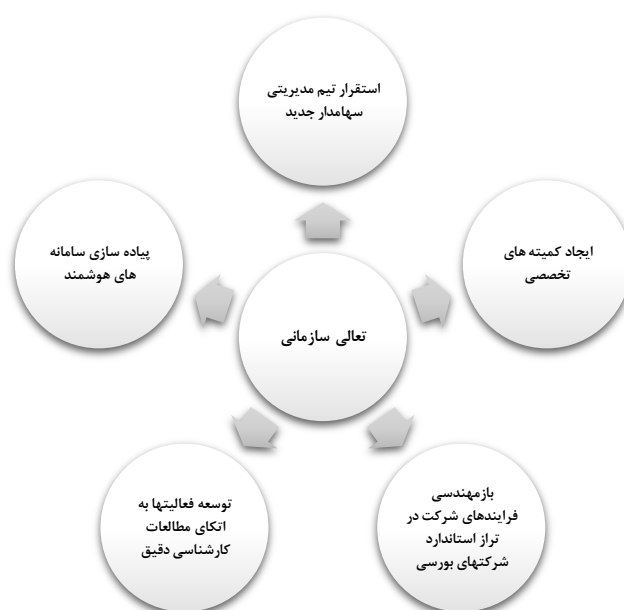 استقرار تیم مدیریتی
سهامدار جدید
ایجاد کمیته های
تخصصی
پیاده سازی سامانه
های هوشمند
تعالی سازمانی
بازمهندسی
فرایندهای شرکت در
تراز استاندارد
شرکتهای بورسی
توسعه فعالیتها به
اتکای مطالعات
کارشناسی دقیق